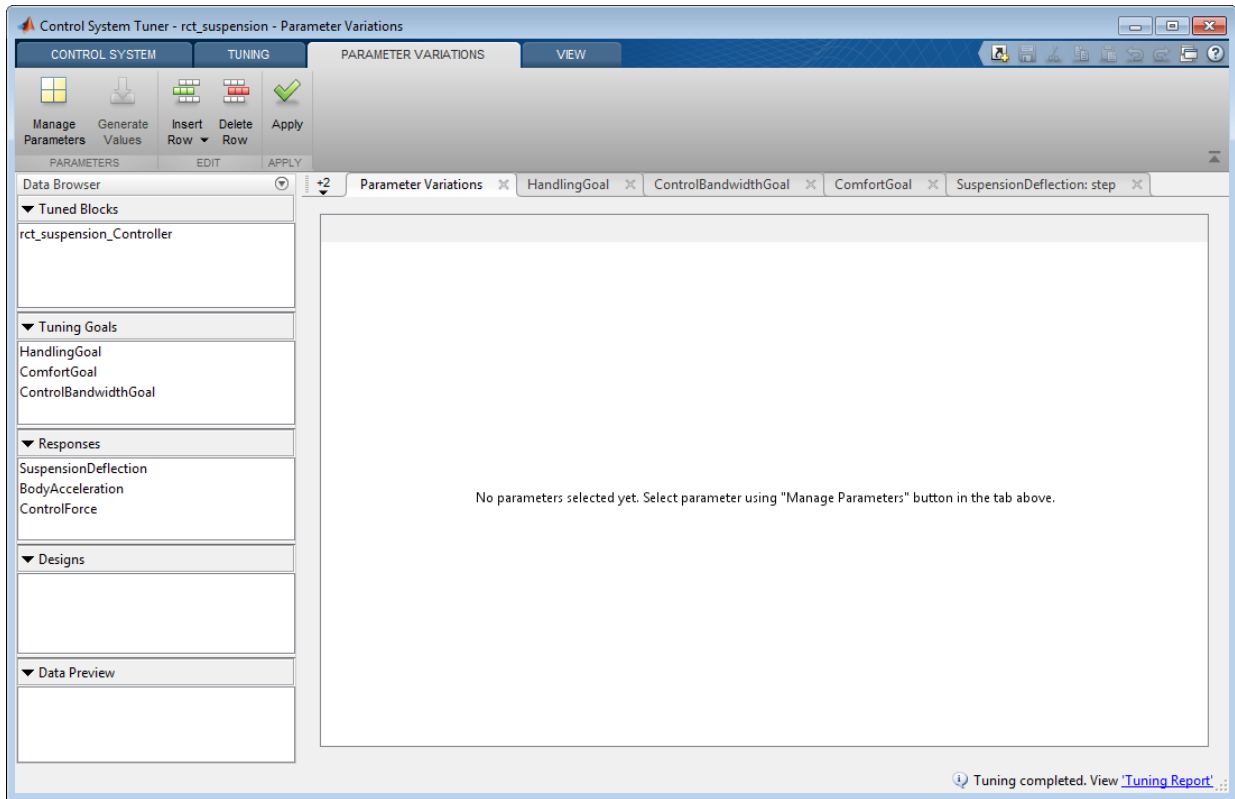 Control System Tuner - rct_suspension - Parameter Variations
CONTROL SYSTEM TUNING PARAMETER VARIATIONS VIEW
Manage Generate Insert Delete Apply
Parameters Values Row Row
PARAMETERS EDIT APPLY
Data Browser
+2 Parameter Variations HandlingGoal ControlBandwidthGoal ComfortGoal SuspensionDeflection: step
Tuned Blocks
rct_suspension_Controller
Tuning Goals
HandlingGoal
ComfortGoal
ControlBandwidthGoal
Responses
SuspensionDeflection
BodyAcceleration
ControlForce
No parameters selected yet. Select parameter using "Manage Parameters" button in the tab above.
Designs
Data Preview
Tuning completed. View 'Tuning Report'